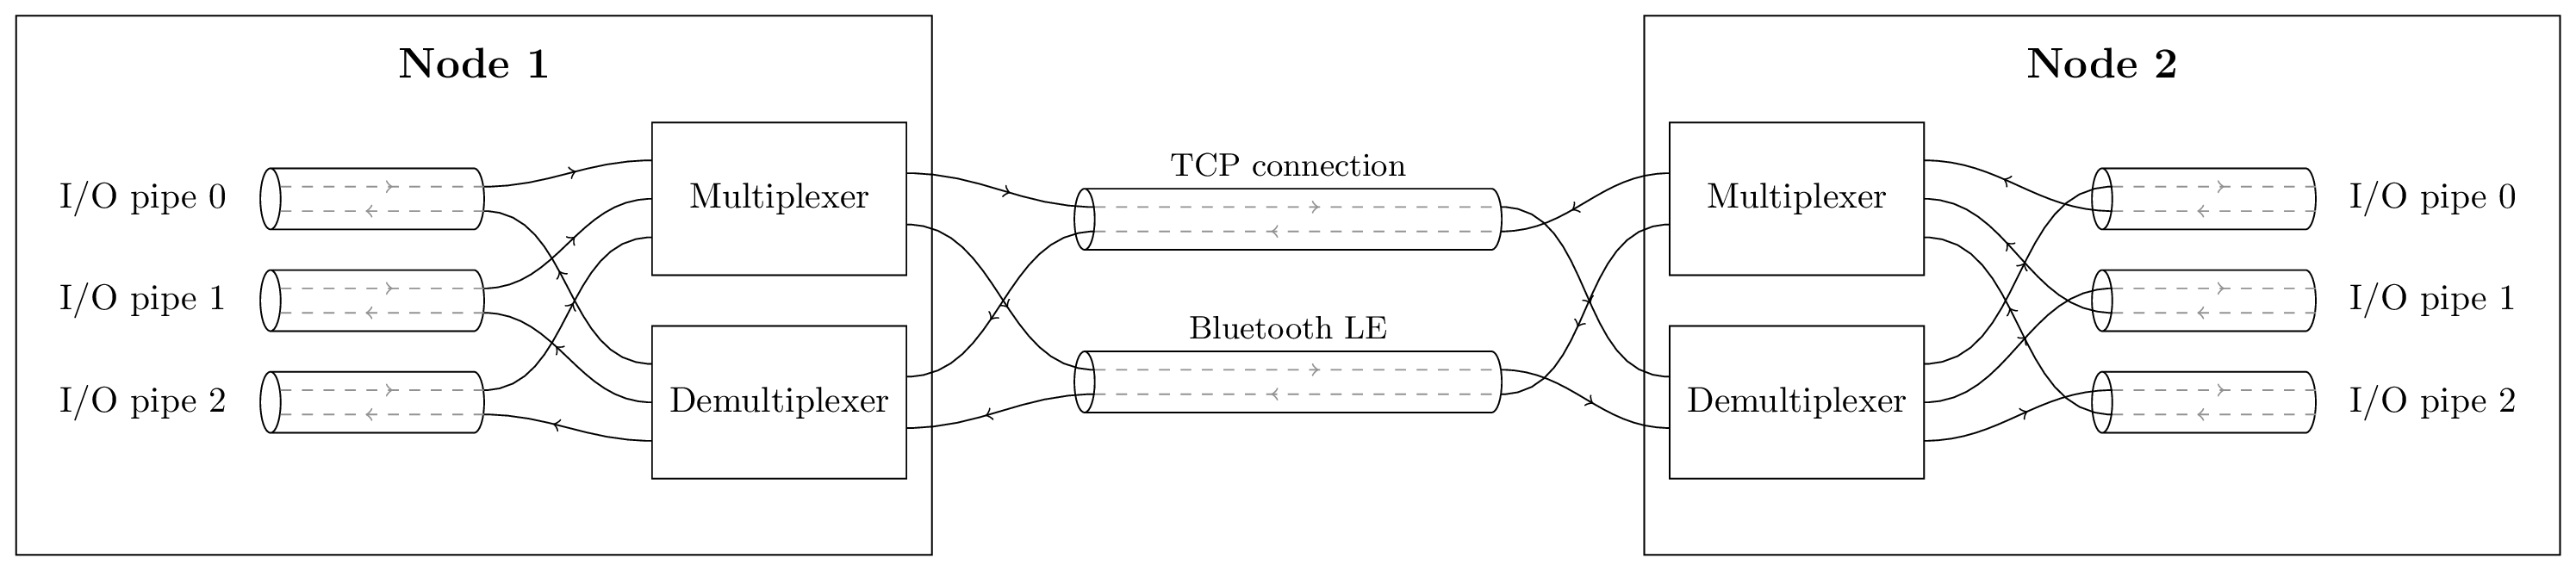 Node 1
I/O pipe 0
I/O pipe 1
I/O pipe 2
Multiplexer
Demultiplexer
TCP connection
Bluetooth LE
Node 2
Multiplexer
Demultiplexer
I/O pipe 0
I/O pipe 1
I/O pipe 2